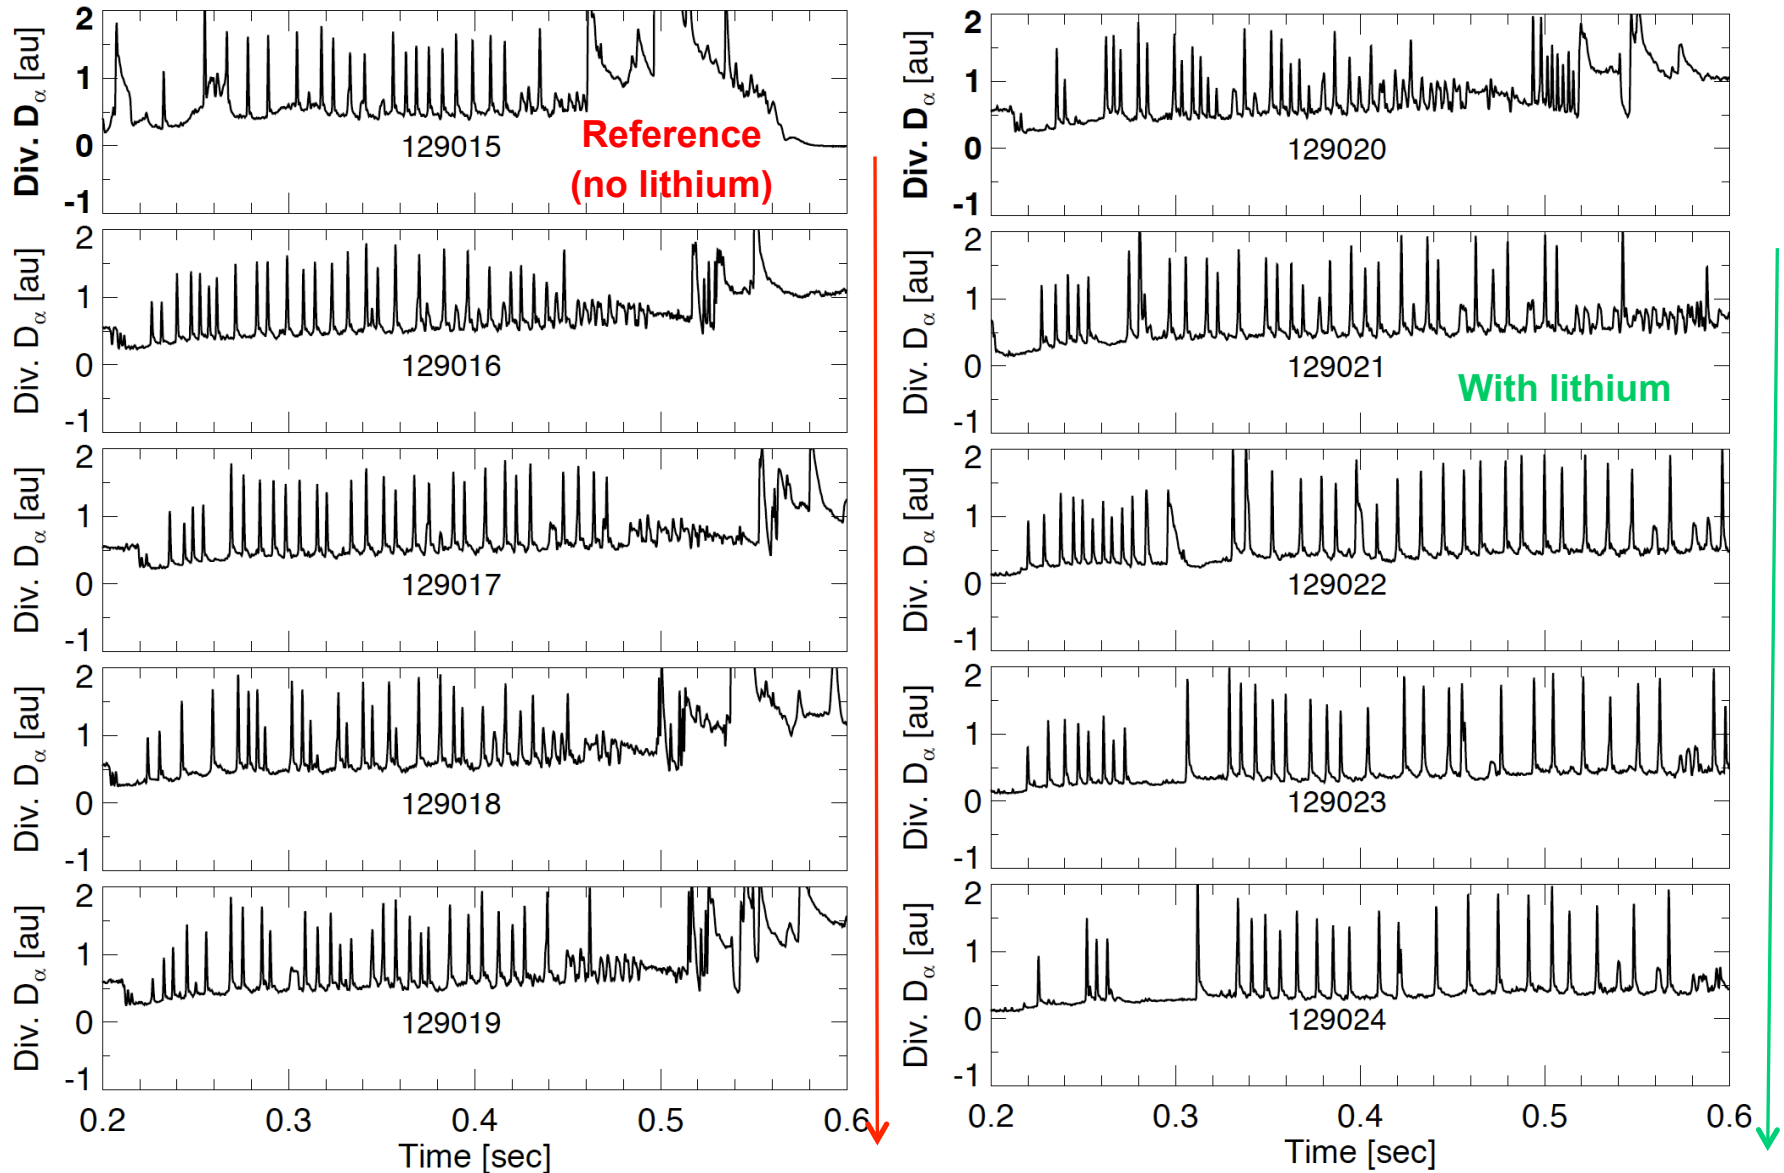 Div. Dα [au]
2
1
0
-1
129015
Reference
(no lithium)
Div. Dα [au]
2
1
0
-1
129016
Div. Dα [au]
2
1
0
-1
129017
Div. Dα [au]
2
1
0
-1
129018
Div. Dα [au]
2
1
0
-1
129019
0.2 0.3 0.4 0.5 0.6
Time [sec]
Div. Dα [au]
2
1
0
-1
129020
Div. Dα [au]
2
1
0
-1
129021
With lithium
Div. Dα [au]
2
1
0
-1
129022
Div. Dα [au]
2
1
0
-1
129023
Div. Dα [au]
2
1
0
-1
129024
0.2 0.3 0.4 0.5 0.6
Time [sec]